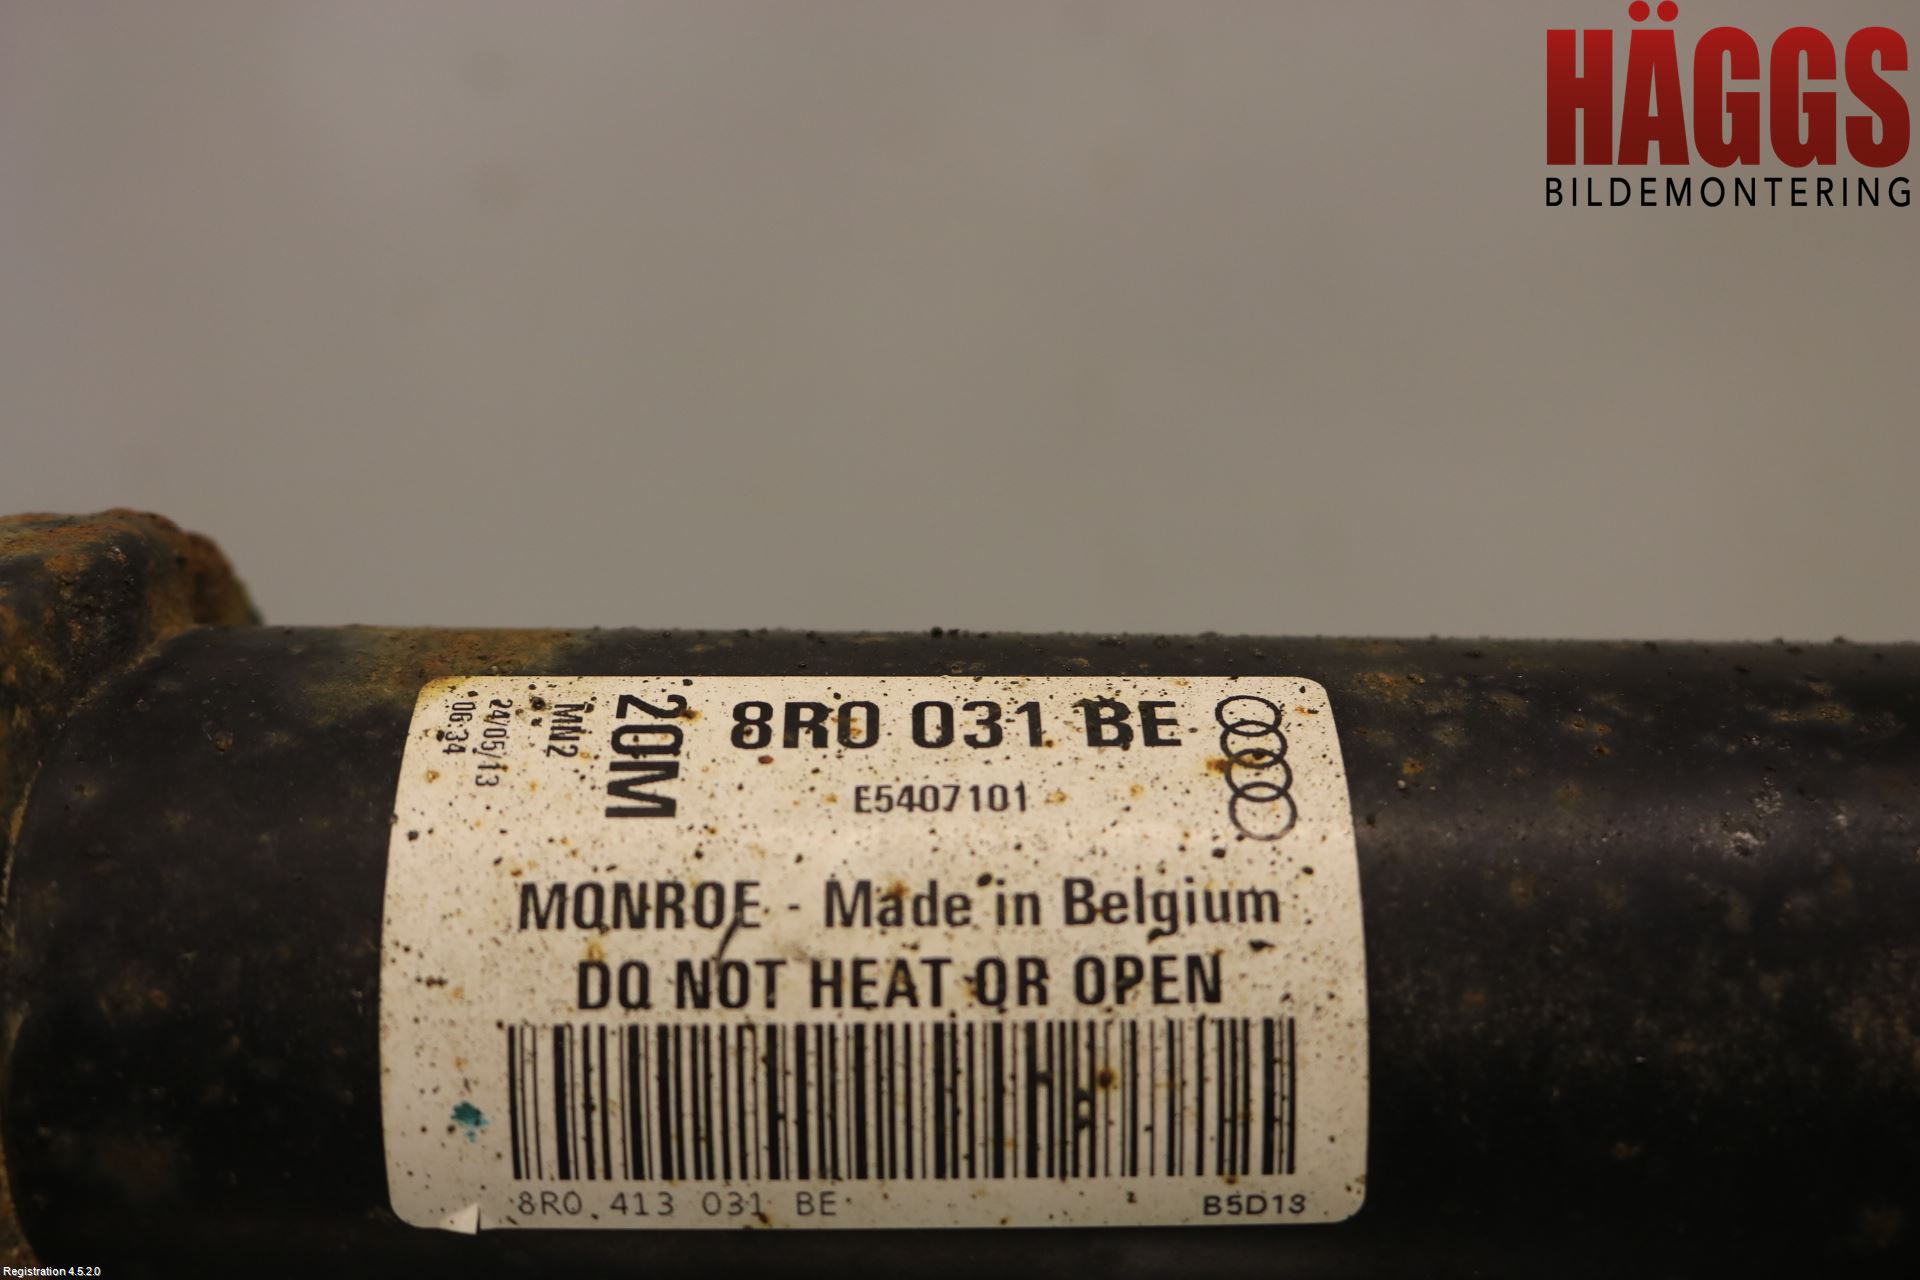 HÄGGS
BILDEMONTERING
8R0 031 BE
E5407101
20M
MIN2
24/05/13
06:34
MONROE - Made in Belgium
DO NOT HEAT OR OPEN
8R0 413 031 BE
B5D13
Registration 4.5.2.0